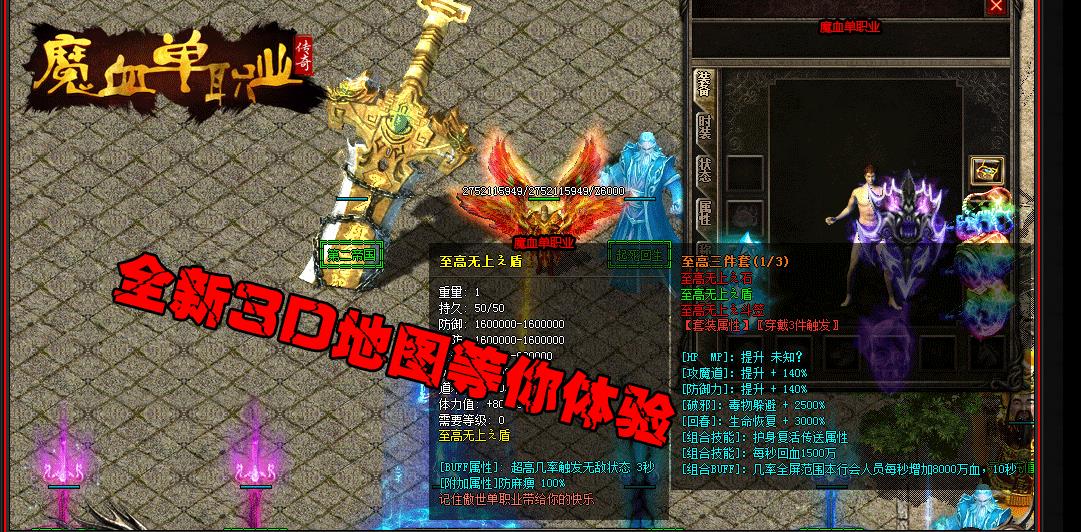 魔血单职业
传奇
魔血单职业
装备
时装
状态
属性
2752115949/2752115949/36000
魔血单职业
第二帝国
起死回生
全新3D地图等你体验
至高无上之盾
重量: 1
持久: 50/50
防御: 1600000-1600000
1600000-1600000
体力值: +80
需要等级: 0
至高无上之盾
[BUFF属性]: 超高几率触发无敌状态 3秒
[附加属性]防麻痹 100%
记住傲世单职业带给你的快乐
至高三件套(1/3)
至高无上之石
至高无上之盾
至高无上之斗笠
【套装属性】【穿戴3件触发】
[HP MP]: 提升 未知?
[攻魔道]: 提升 + 140%
[防御力]: 提升 + 140%
[破邪]: 毒物躲避 + 2500%
[回春]: 生命恢复 + 3000%
[组合技能]: 护身复活传送属性
[组合技能]: 每秒回血1500万
[组合BUFF]: 几率全屏范围本行会人员每秒增加8000万血, 10秒